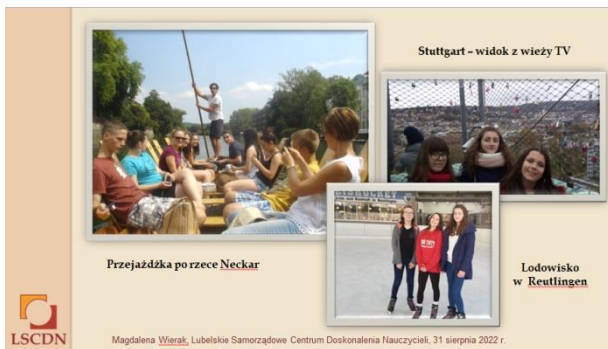 Stuttgart – widok z wieży TV
Przejażdżka po rzece Neckar
Lodowisko
w Reutlingen
LSCDN
Magdalena Wierak, Lubelskie Samorządowe Centrum Doskonalenia Nauczycieli, 31 sierpnia 2022 r.